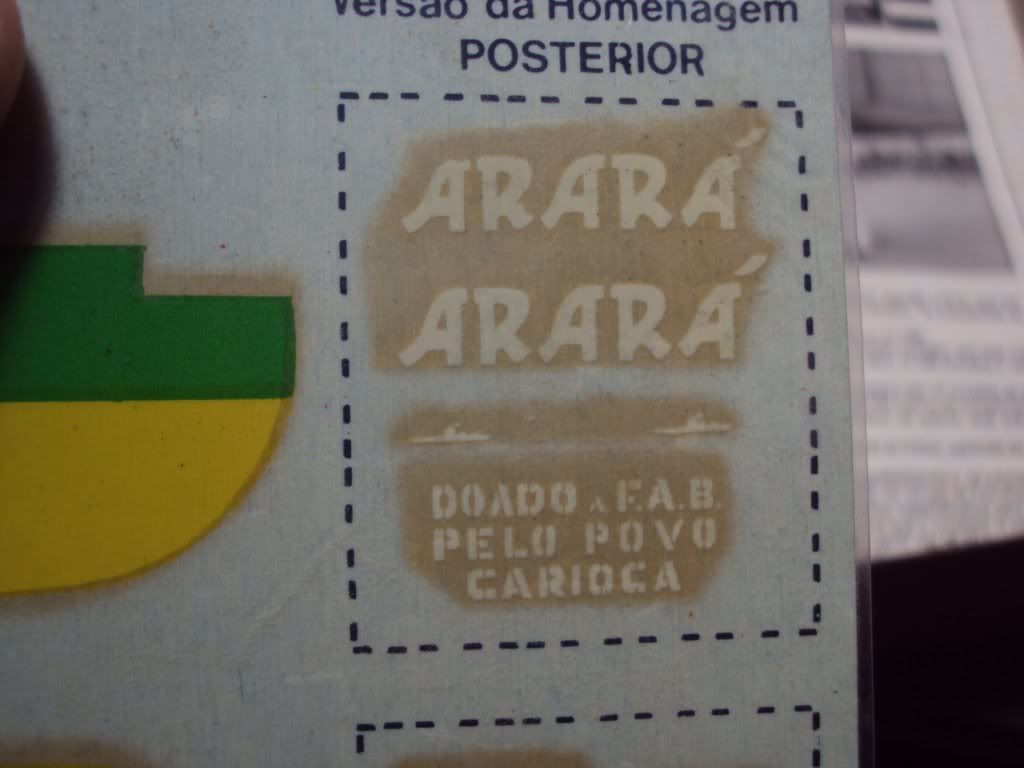 Versão da Homenagem
POSTERIOR
ARARÁ
ARARÁ
DOADO A F.A.B.
PELO POVO
CARIOCA